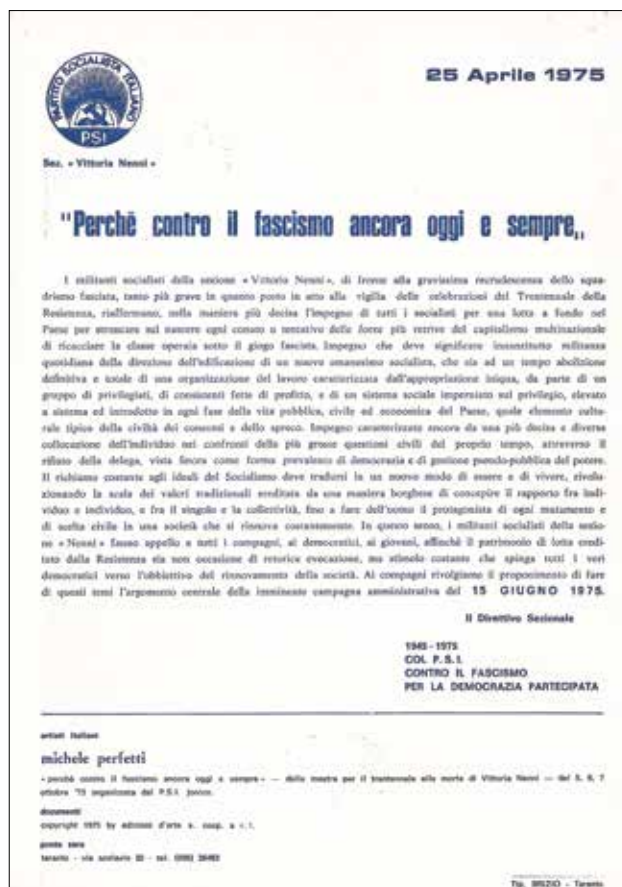 PARTITO SOCIALISTA ITALIANO
PSI
25 Aprile 1975
Sez. « Vittoria Nenni »
"Perchè contro il fascismo ancora oggi e sempre„
I militanti socialisti della sezione « Vittoria Nenni », di fronte alla gravissima recrudescenza dello squa-
drismo fascista, tanto più grave in quanto posto in atto alla vigilia delle celebrazioni del Trentennale della
Resistenza, riaffermano, nella maniera più decisa l'impegno di tutti i socialisti per una lotta a fondo nel
Paese per stroncare sul nascere ogni conato o tentativo delle forze più retrive del capitalismo multinazionale
di ricacciare la classe operaia sotto il giogo fascista. Impegno che deve significare innanzitutto militanza
quotidiana della direzione dell'edificazione di un nuovo umanesimo socialista, che sia ad un tempo abolizione
definitiva e totale di una organizzazione del lavoro caratterizzata dall'appropriazione iniqua, da parte di un
gruppo di privilegiati, di consistenti fette di profitto, e di un sistema sociale imperniato sul privilegio, elevato
a sistema ed introdotto in ogni fase della vita pubblica, civile ed economica del Paese, quale elemento cultu-
rale tipico della civiltà dei consumi e dello spreco. Impegno caratterizzato ancora da una più decisa e diversa
collocazione dell'individuo nei confronti delle più grosse questioni civili del proprio tempo, attraverso il
rifiuto della delega, vista finora come forma prevalente di democrazia e di gestione pseudo-pubblica del potere.
Il richiamo costante agli ideali del Socialismo deve tradursi in un nuovo modo di essere e di vivere, rivolu-
zionando la scala dei valori tradizionali ereditata da una maniera borghese di concepire il rapporto fra indi-
viduo e individuo, e fra il singolo e la collettività, fino a fare dell'uomo il protagonista di ogni mutamento e
di scelta civile in una società che si rinnova costantemente. In questo senso, i militanti socialisti della sezio-
ne « Nenni » fanno appello a tutti i compagni, ai democratici, ai giovani, affinchè il patrimonio di lotta eredi-
tato dalla Resistenza sia non occasione di retorica evocazione, ma stimolo costante che spinga tutti i veri
democratici verso l'obbiettivo del rinnovamento della società. Ai compagni rivolgiamo il proponimento di fare
di questi temi l'argomento centrale della imminente campagna amministrativa del 15 GIUGNO 1975.
Il Direttivo Sezionale
1945 - 1975
COL P.S.I.
CONTRO IL FASCISMO
PER LA DEMOCRAZIA PARTECIPATA
artisti italiani
michele perfetti
« perchè contro il fascismo ancora oggi e sempre » — dalla mostra per il trentennale alla morte di Vittoria Nenni — del 5, 6, 7
ottobre '75 organizzata dal P.S.I. jonico.
documenti
copyright 1975 by edizioni d'arte s. coop. a r. l.
punto zero
taranto - via
Tip. - Taranto